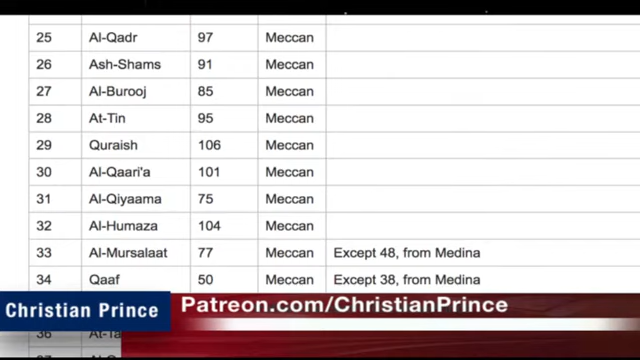 25 Al-Qadr 97 Meccan
26 Ash-Shams 91 Meccan
27 Al-Burooj 85 Meccan
28 At-Tin 95 Meccan
29 Quraish 106 Meccan
30 Al-Qaari'a 101 Meccan
31 Al-Qiyaama 75 Meccan
32 Al-Humaza 104 Meccan
33 Al-Mursalaat 77 Meccan Except 48, from Medina
34 Qaaf 50 Meccan Except 38, from Medina
Christian Prince Patreon.com/ChristianPrince